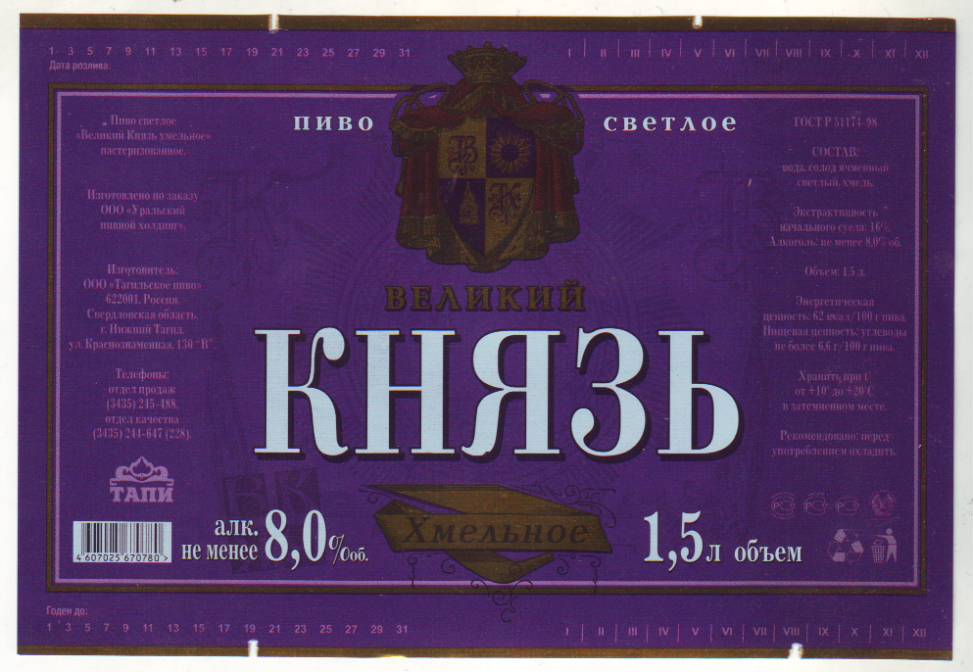 1 3 5 7 9 11 13 15 17 19 21 23 25 27 29 31
I II III IV V VI VII VIII IX X XI XII
Дата розлива.
пиво светлое
Пиво светлое
«Великий Князь хмельное»
пастеризованное.
Изготовлено по заказу
ООО «Уральский
пивной холдинг».
Изготовитель:
ООО «Тагильское пиво»
622001, Россия,
Свердловская область,
г. Нижний Тагил,
ул. Краснознаменная, 130 "В".
Телефоны:
отдел продаж
(3435) 245-488,
отдел качества
(3435) 244-647 (228).
ТАПИ
4 607025 670780 >
В
К
ВЕЛИКИЙ
КНЯЗЬ
Хмельное
алк.
не менее 8,0%об.
1,5л объем
ГОСТ Р 51174-98
СОСТАВ:
вода, солод ячменный
светлый, хмель.
Экстрактивность
начального сусла: 16%.
Алкоголь: не менее 8,0% об.
Объем: 1,5 л.
Энергетическая
ценность: 62 ккал/100 г пива.
Пищевая ценность: углеводы
не более 6,6 г/100 г пива.
Хранить при t°
от +10° до +20°С
в затемненном месте.
Рекомендовано: перед
употреблением охладить.
Годен до:
1 3 5 7 9 11 13 15 17 19 21 23 25 27 29 31
I II III IV V VI VII VIII IX X XI XII